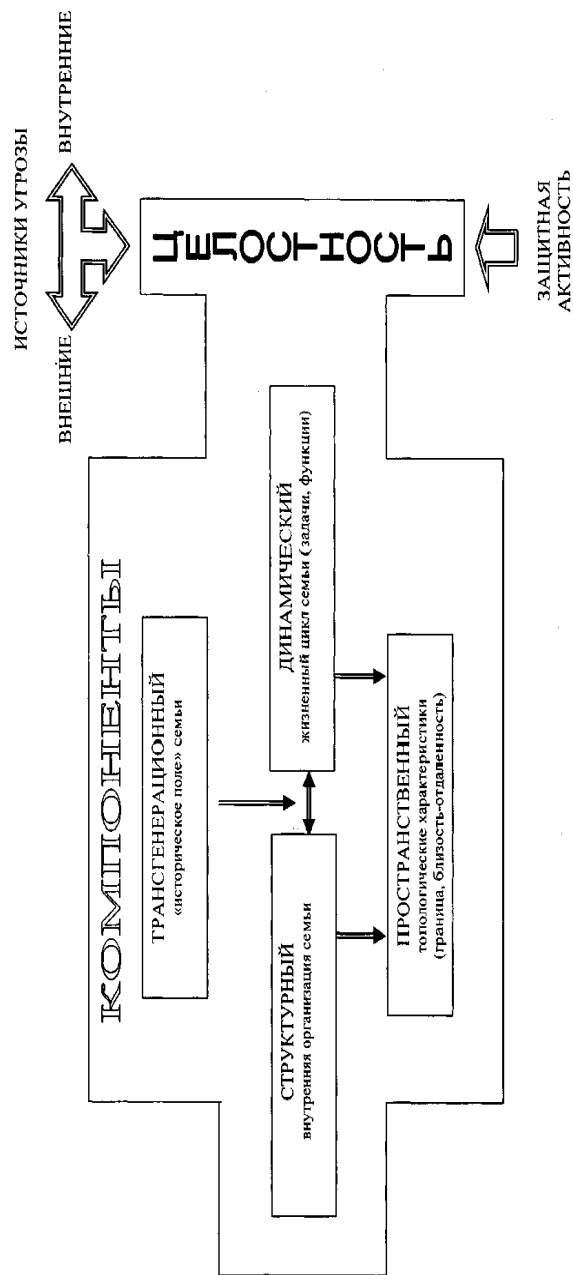 ИСТОЧНИКИ УГРОЗЫ
ВНЕШНИЕ
ВНУТРЕННИЕ
КОМПОНЕНТЫ
ТРАНСГЕНЕРАЦИОННЫЙ
«историческое поле» семьи
СТРУКТУРНЫЙ
внутренняя организация семьи
ДИНАМИЧЕСКИЙ
жизненный цикл семьи (задачи, функции)
ПРОСТРАНСТВЕННЫЙ
топологические характеристики
(граница, близость-отдаленность)
ЦЕЛОСТНОСТЬ
ЗАЩИТНАЯ
АКТИВНОСТЬ